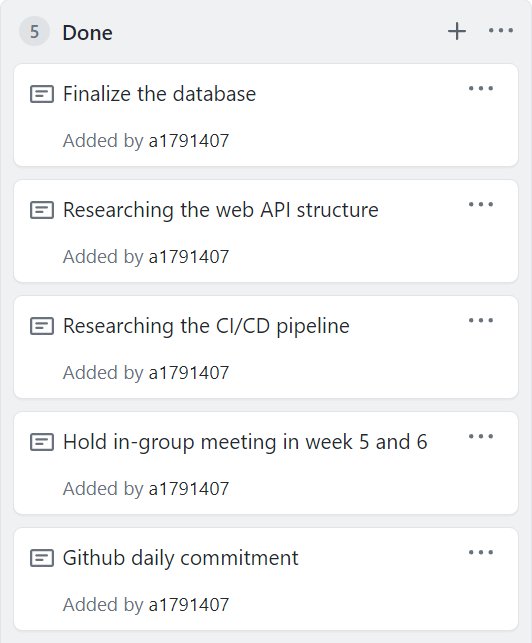 5 Done
Finalize the database
Added by a1791407
Researching the web API structure
Added by a1791407
Researching the CI/CD pipeline
Added by a1791407
Hold in-group meeting in week 5 and 6
Added by a1791407
Github daily commitment
Added by a1791407